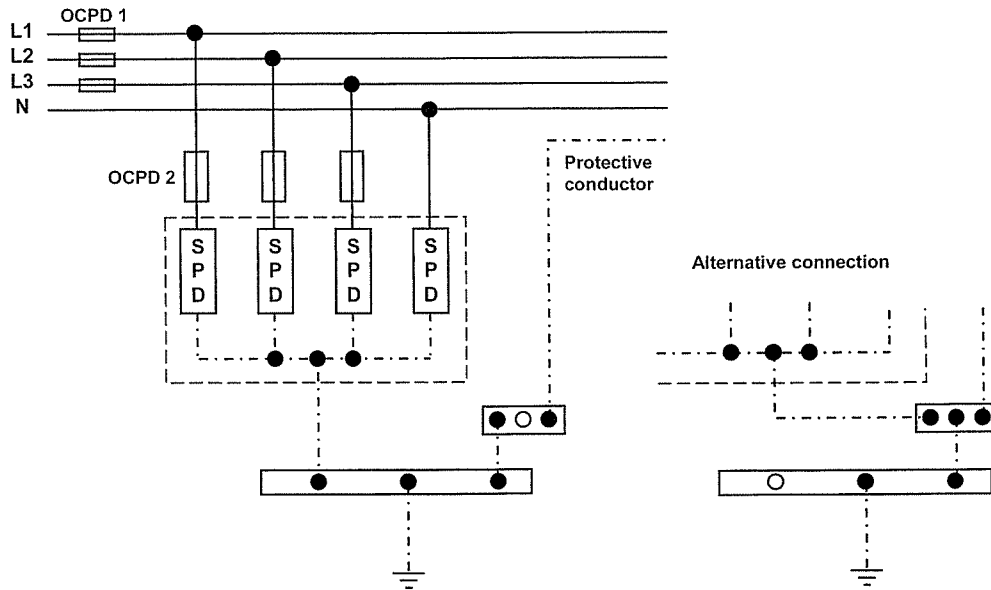 OCPD 1
L1
L2
L3
N
OCPD 2
Protective
conductor
S
P
D
S
P
D
S
P
D
S
P
D
Alternative connection